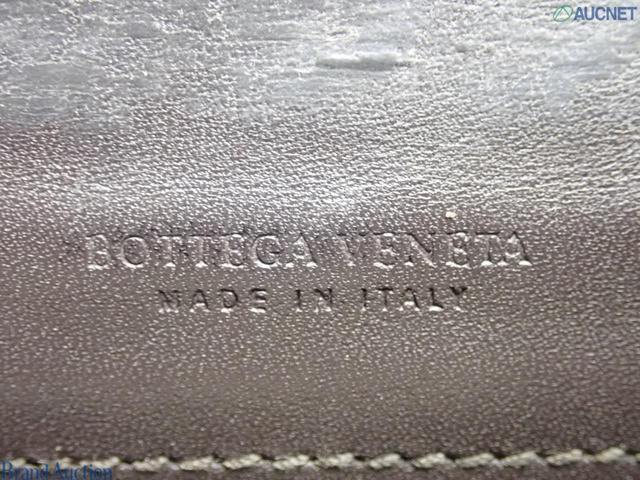 AUCNET
BOTTEGA VENETA
MADE IN ITALY
Brand Auction